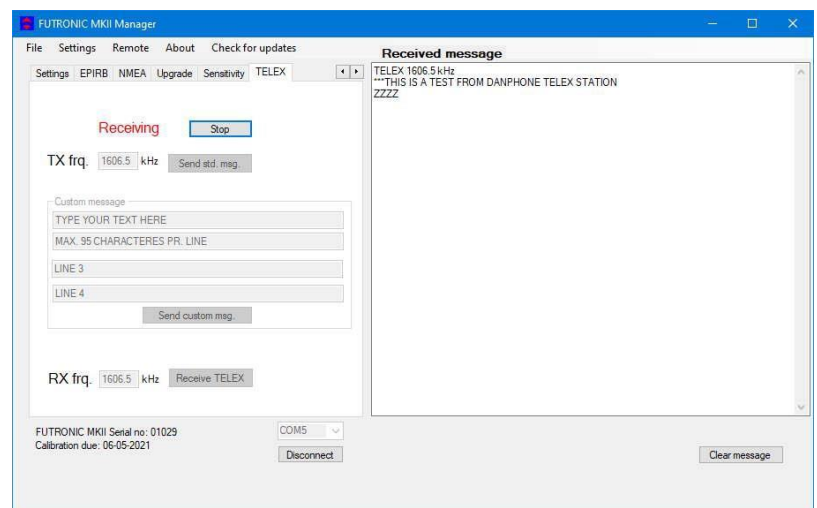 FUTRONIC MKII Manager
File Settings Remote About Check for updates
Settings EPIRB NMEA Upgrade Sensitivity TELEX
Receiving Stop
TX frq. 1606.5 kHz Send std. msg.
Custom message
TYPE YOUR TEXT HERE
MAX. 95 CHARACTERES PR. LINE
LINE 3
LINE 4
Send custom msg.
RX frq. 1606.5 kHz Receive TELEX
FUTRONIC MKII Serial no: 01029
Calibration due: 06-05-2021
COM5
Disconnect
Received message
TELEX 1606.5 kHz
***THIS IS A TEST FROM DANPHONE TELEX STATION
ZZZZ
Clear message